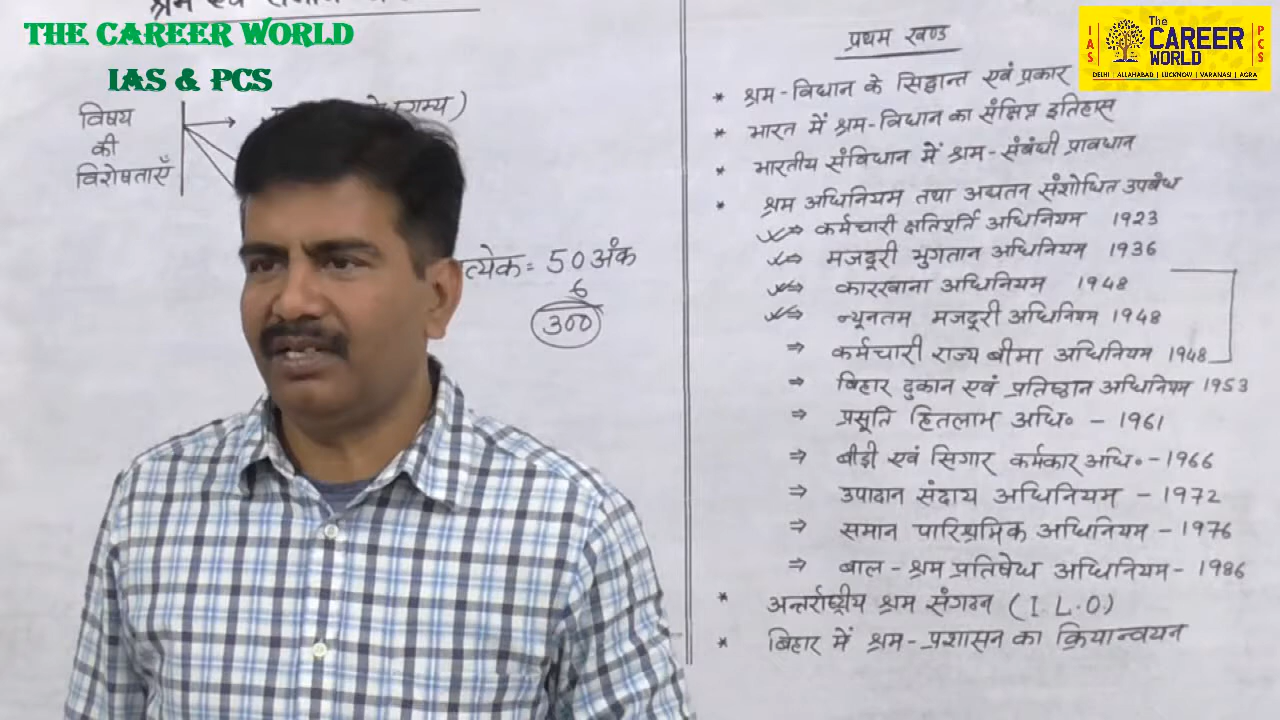 श्रम एवं
THE CAREER WORLD
IAS & PCS
विषय
की
विशेषताएँ
त्येक = 50 अंक
6
300
प्रथम खण्ड
* श्रम-विधान के सिद्धान्त एवं प्रकार
* भारत में श्रम-विधान का संक्षिप्त इतिहास
* भारतीय संविधान में श्रम-संबंधी प्रावधान
* श्रम अधिनियम तथा अद्यतन संशोधित उपबंध
⇒ कर्मचारी क्षतिपूर्ति अधिनियम 1923
⇒ मजदूरी भुगतान अधिनियम 1936
⇒ कारखाना अधिनियम 1948
⇒ न्यूनतम मजदूरी अधिनियम 1948
⇒ कर्मचारी राज्य बीमा अधिनियम 1948
⇒ बिहार दुकान एवं प्रतिष्ठान अधिनियम 1953
⇒ प्रसूति हितलाभ अधि० - 1961
⇒ बीड़ी एवं सिगार कर्मकार अधि० - 1966
⇒ उपादान संदाय अधिनियम - 1972
⇒ समान पारिश्रमिक अधिनियम - 1976
⇒ बाल - श्रम प्रतिषेध अधिनियम - 1986
* अन्तर्राष्ट्रीय श्रम संगठन (I.L.O)
* बिहार में श्रम-प्रशासन का क्रियान्वयन
IAS
The
CAREER
WORLD
PCS
DELHI | ALLAHABAD | LUCKNOW | VARANASI | AGRA